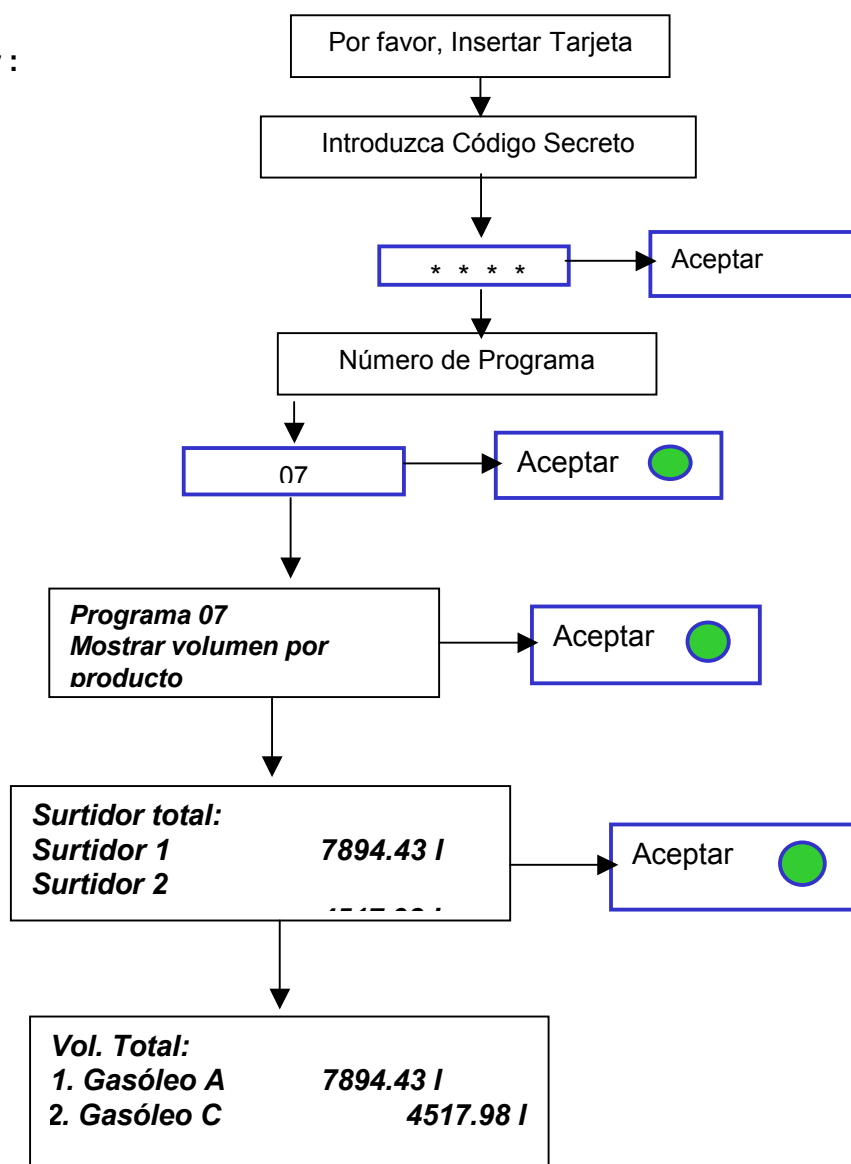 :
Por favor, Insertar Tarjeta
Introduzca Código Secreto
* * * *
Aceptar
Número de Programa
07
Aceptar
Programa 07
Mostrar volumen por
producto
Aceptar
Surtidor total:
Surtidor 1 7894.43 l
Surtidor 2
Aceptar
Vol. Total:
1. Gasóleo A 7894.43 l
2. Gasóleo C 4517.98 l